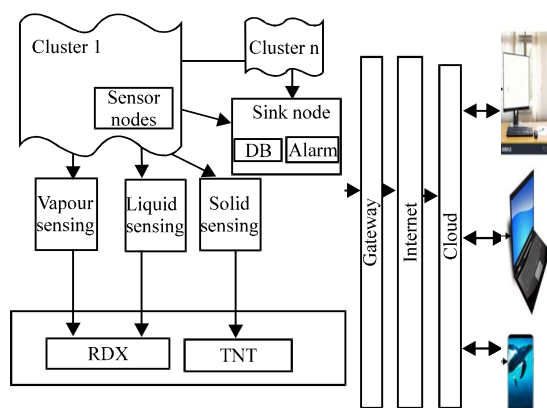 Cluster 1
Cluster n
Sensor
nodes
Sink node
DB
Alarm
Vapour
sensing
Liquid
sensing
Solid
sensing
RDX
TNT
Gateway
Internet
Cloud